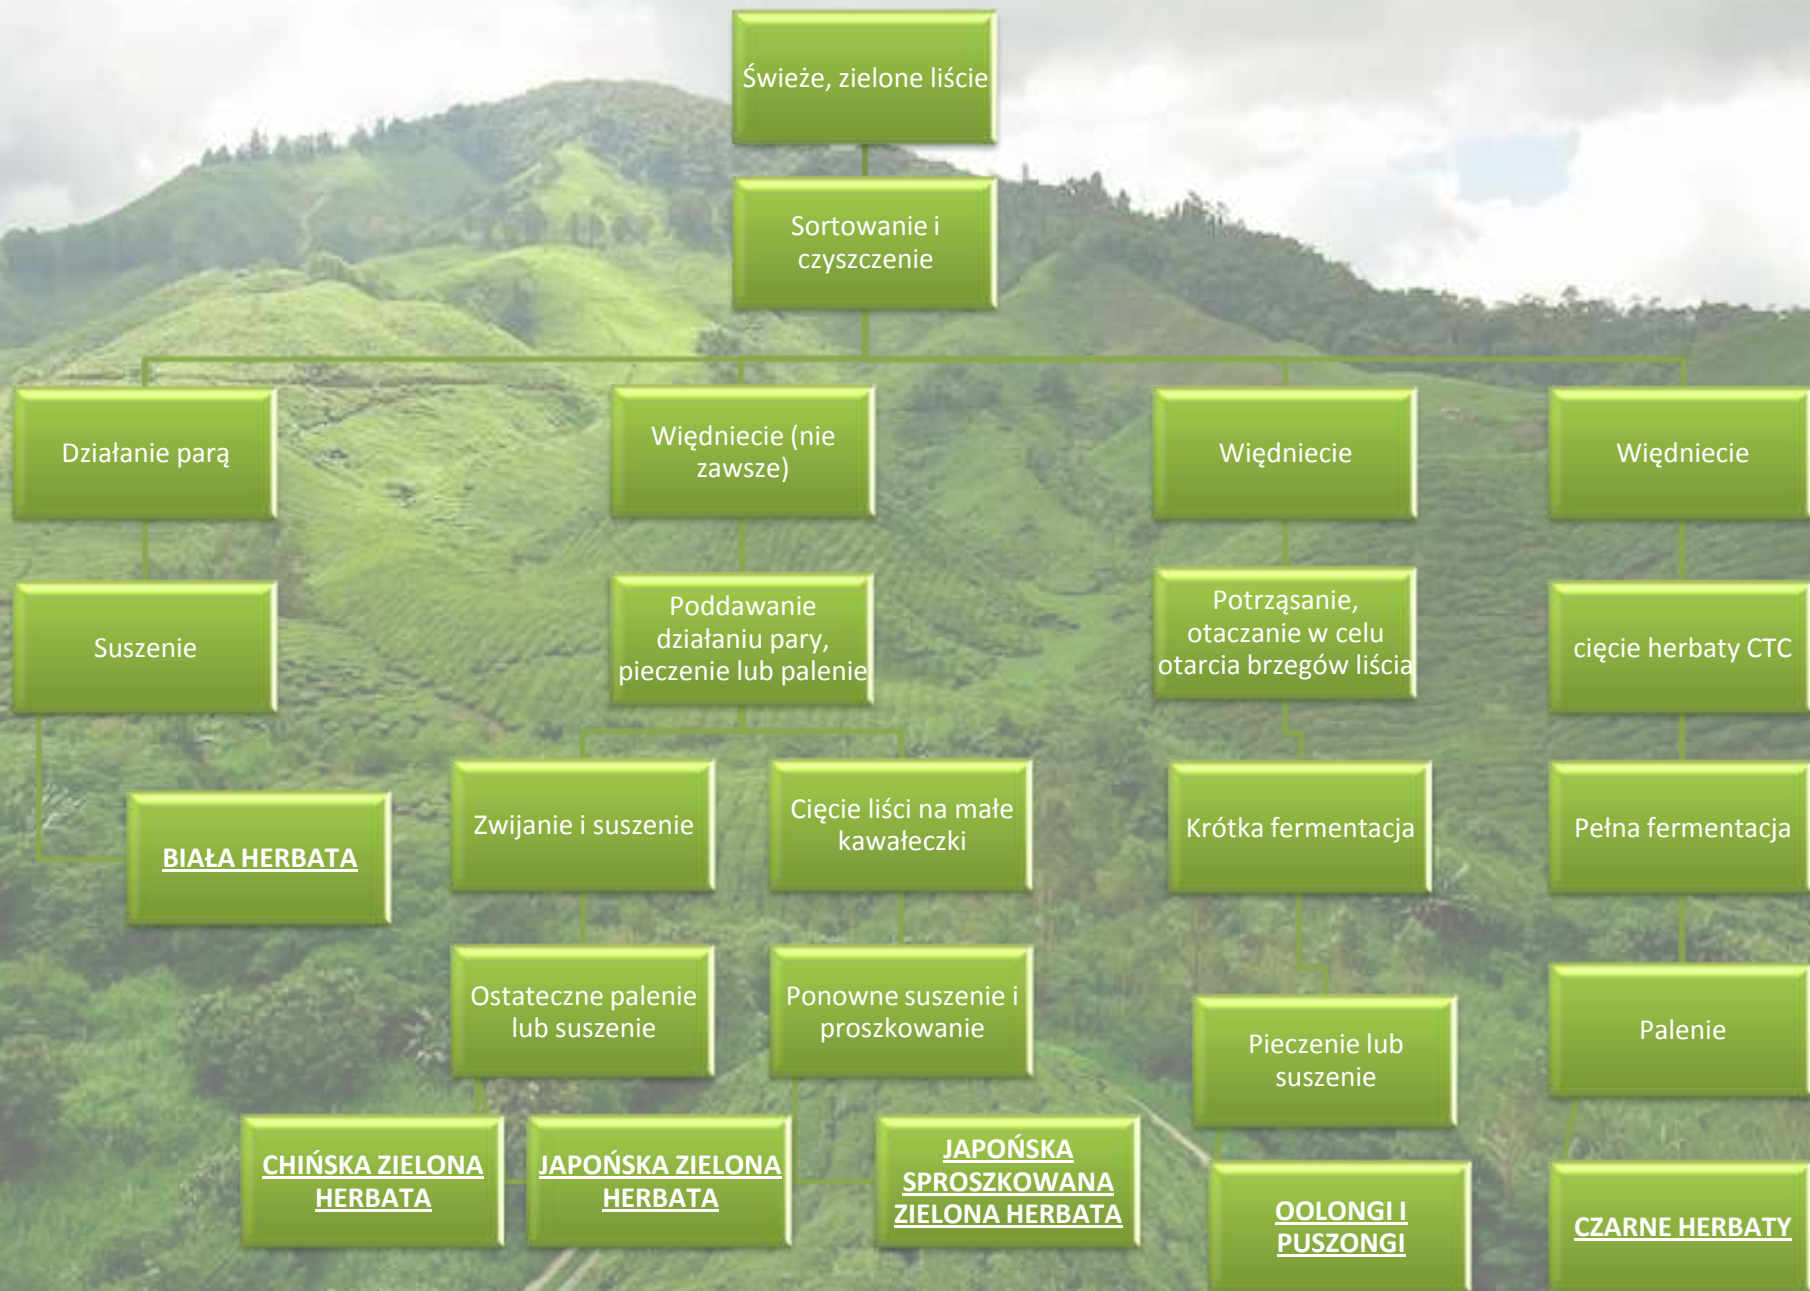 Świeże, zielone liście
Sortowanie i
czyszczenie
Działanie parą
Więdniecie (nie
zawsze)
Więdniecie
Więdniecie
Suszenie
Poddawanie
działaniu pary,
pieczenie lub palenie
Potrząsanie,
otaczanie w celu
otarcia brzegów liścia
cięcie herbaty CTC
BIAŁA HERBATA
Zwijanie i suszenie
Cięcie liści na małe
kawałeczki
Krótka fermentacja
Pełna fermentacja
Ostateczne palenie
lub suszenie
Ponowne suszenie i
proszkowanie
Pieczenie lub
suszenie
Palenie
CHIŃSKA ZIELONA
HERBATA
JAPOŃSKA ZIELONA
HERBATA
JAPOŃSKA
SPROSZKOWANA
ZIELONA HERBATA
OOLONGI I
PUSZONGI
CZARNE HERBATY